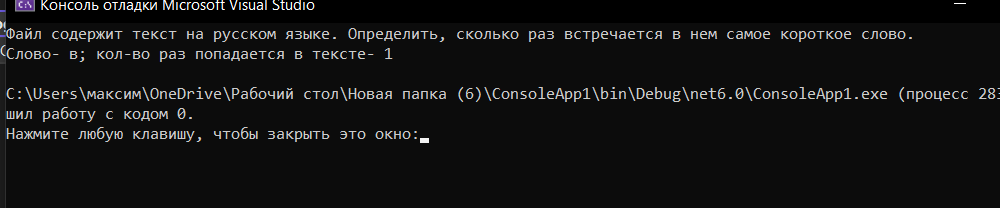 C:\ Консоль отладки Microsoft Visual Studio
Файл содержит текст на русском языке. Определить, сколько раз встречается в нем самое короткое слово.
Слово- в; кол-во раз попадается в тексте- 1
C:\Users\максим\OneDrive\Рабочий стол\Новая папка (6)\ConsoleApp1\bin\Debug\net6.0\ConsoleApp1.exe (процесс 283
шил работу с кодом 0.
Нажмите любую клавишу, чтобы закрыть это окно: